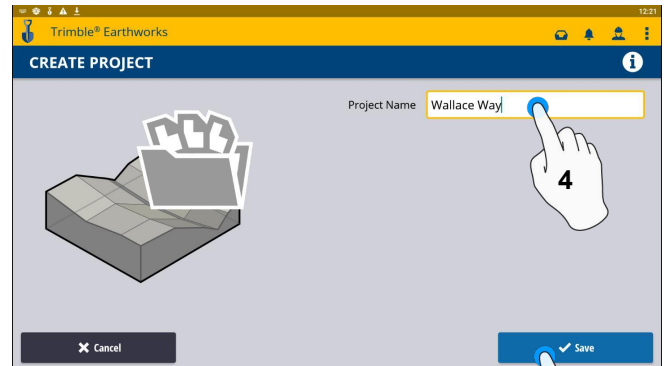 12:21
Trimble® Earthworks
CREATE PROJECT
i
Project Name Wallace Way
4
Cancel
Save